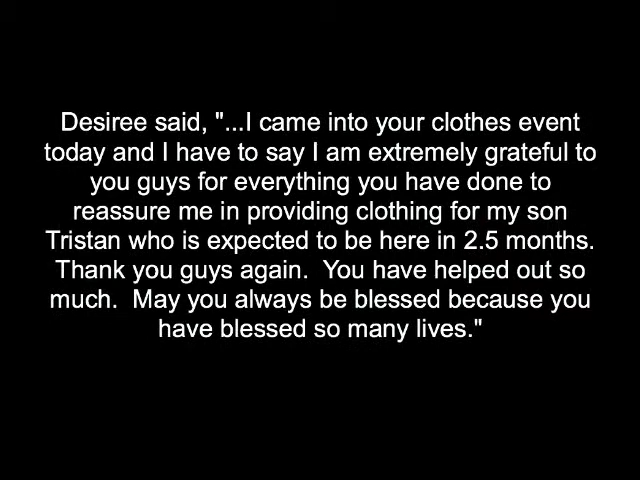 Desiree said, "...I came into your clothes event
today and I have to say I am extremely grateful to
you guys for everything you have done to
reassure me in providing clothing for my son
Tristan who is expected to be here in 2.5 months.
Thank you guys again.  You have helped out so
much.  May you always be blessed because you
have blessed so many lives."